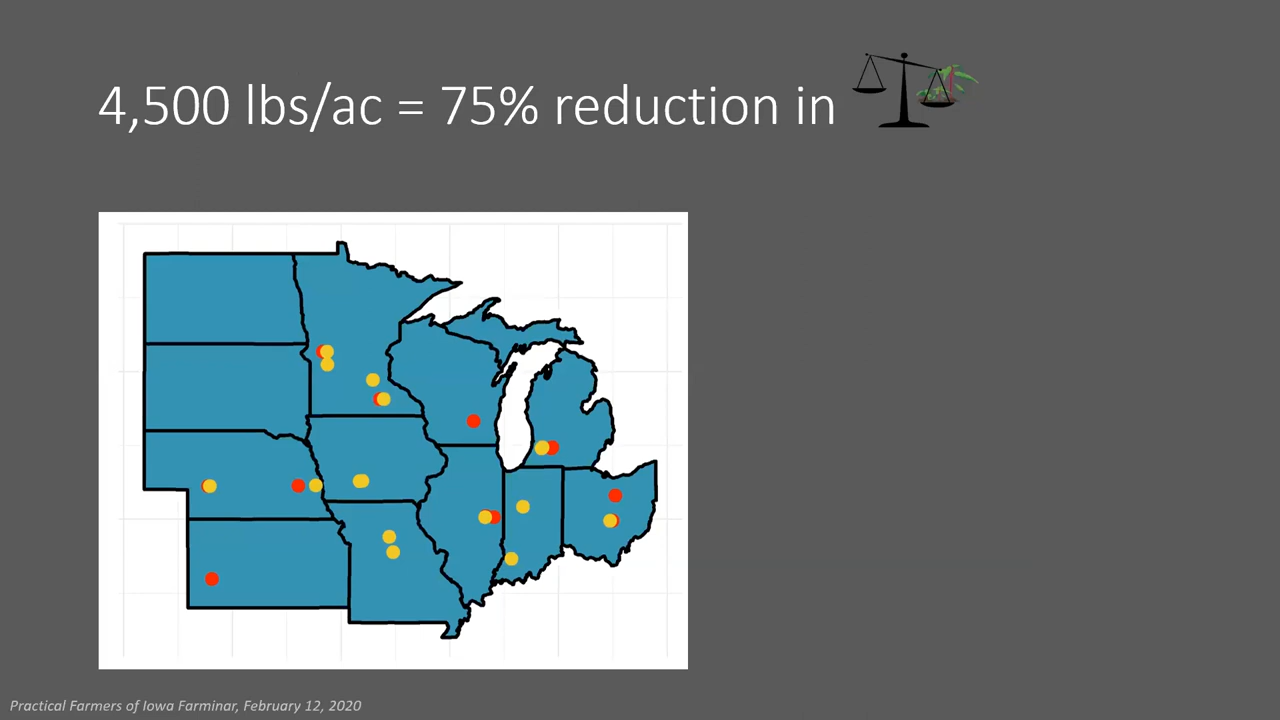 4,500 lbs/ac = 75% reduction in
Practical Farmers of Iowa Farminar, February 12, 2020